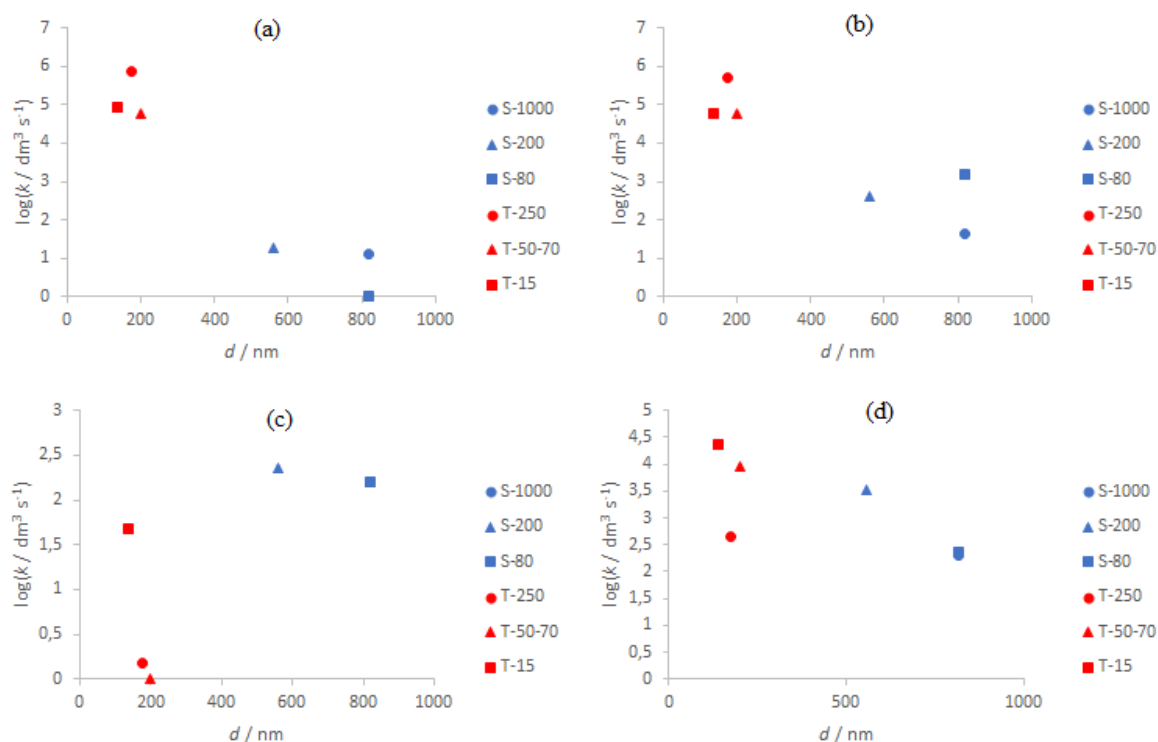 (a)
log(k / dm³ s⁻¹)
7
6
5
4
3
2
1
0
0 200 400 600 800 1000
d / nm
S-1000
S-200
S-80
T-250
T-50-70
T-15
(b)
log(k / dm³ s⁻¹)
7
6
5
4
3
2
1
0
0 200 400 600 800 1000
d / nm
S-1000
S-200
S-80
T-250
T-50-70
T-15
(c)
log(k / dm³ s⁻¹)
3
2,5
2
1,5
1
0,5
0
0 200 400 600 800 1000
d / nm
S-1000
S-200
S-80
T-250
T-50-70
T-15
(d)
log(k / dm³ s⁻¹)
5
4,5
4
3,5
3
2,5
2
1,5
1
0,5
0
0 500 1000
d / nm
S-1000
S-200
S-80
T-250
T-50-70
T-15